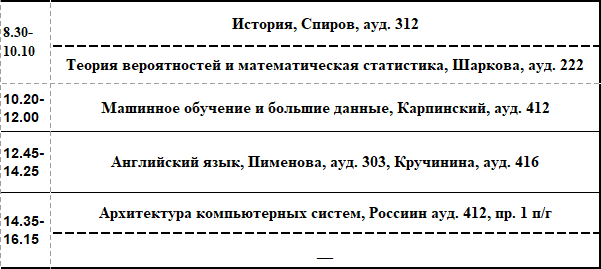 8.30-
10.10
История, Спиров, ауд. 312
Теория вероятностей и математическая статистика, Шаркова, ауд. 222
10.20-
12.00
Машинное обучение и большие данные, Карпинский, ауд. 412
12.45-
14.25
Английский язык, Пименова, ауд. 303, Кручинина, ауд. 416
14.35-
16.15
Архитектура компьютерных систем, Россиин ауд. 412, пр. 1 п/г
—